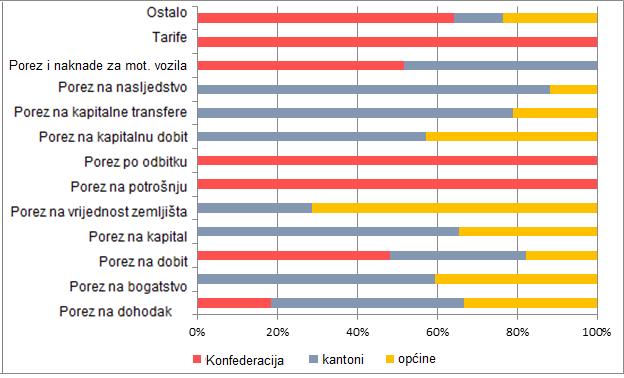 Ostalo
Tarife
Porez i naknade za mot. vozila
Porez na nasljedstvo
Porez na kapitalne transfere
Porez na kapitalnu dobit
Porez po odbitku
Porez na potrošnju
Porez na vrijednost zemljišta
Porez na kapital
Porez na dobit
Porez na bogatstvo
Porez na dohodak
0% 20% 40% 60% 80% 100%
Konfederacija kantoni općine